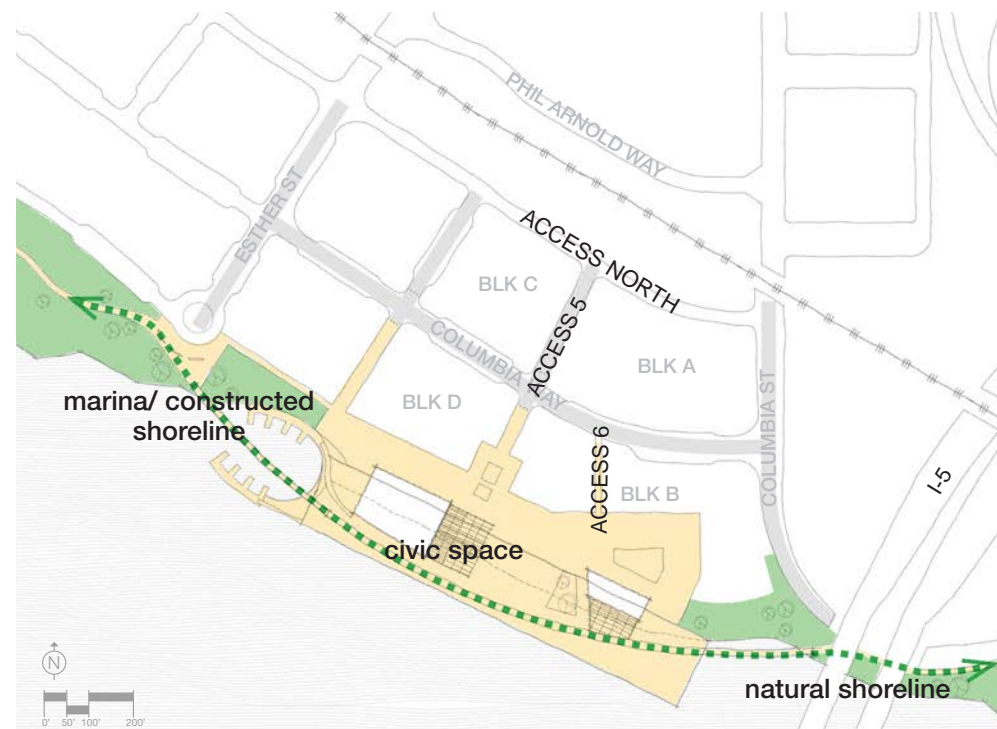 PHIL ARNOLD WAY
ESTHER ST
ACCESS NORTH
BLK C
ACCESS 5
COLUMBIA WAY
BLK A
marina/ constructed
shoreline
BLK D
COLUMBIA ST
ACCESS 6
BLK B
I-5
civic space
natural shoreline
N
0' 50' 100' 200'